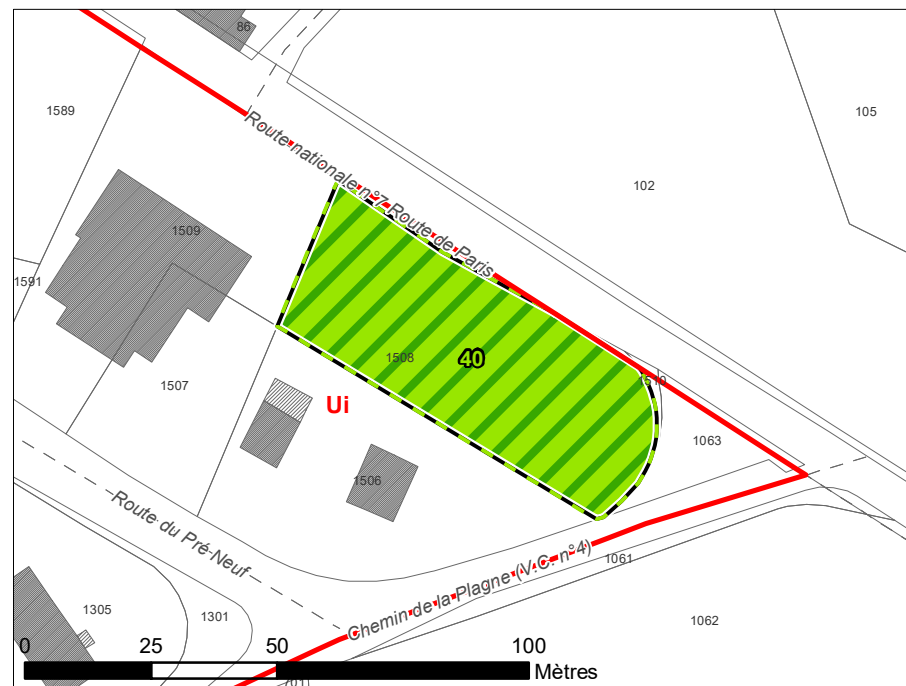 86
1589
105
Route nationale n°7 Route de Paris
102
1509
1591
1508
40
1510
1507
Ui
1063
1506
Route du Pré-Neuf
Chemin de la Plagne (V.C. n°4)
1061
1305
1301
1062
0 25 50 100
Mètres